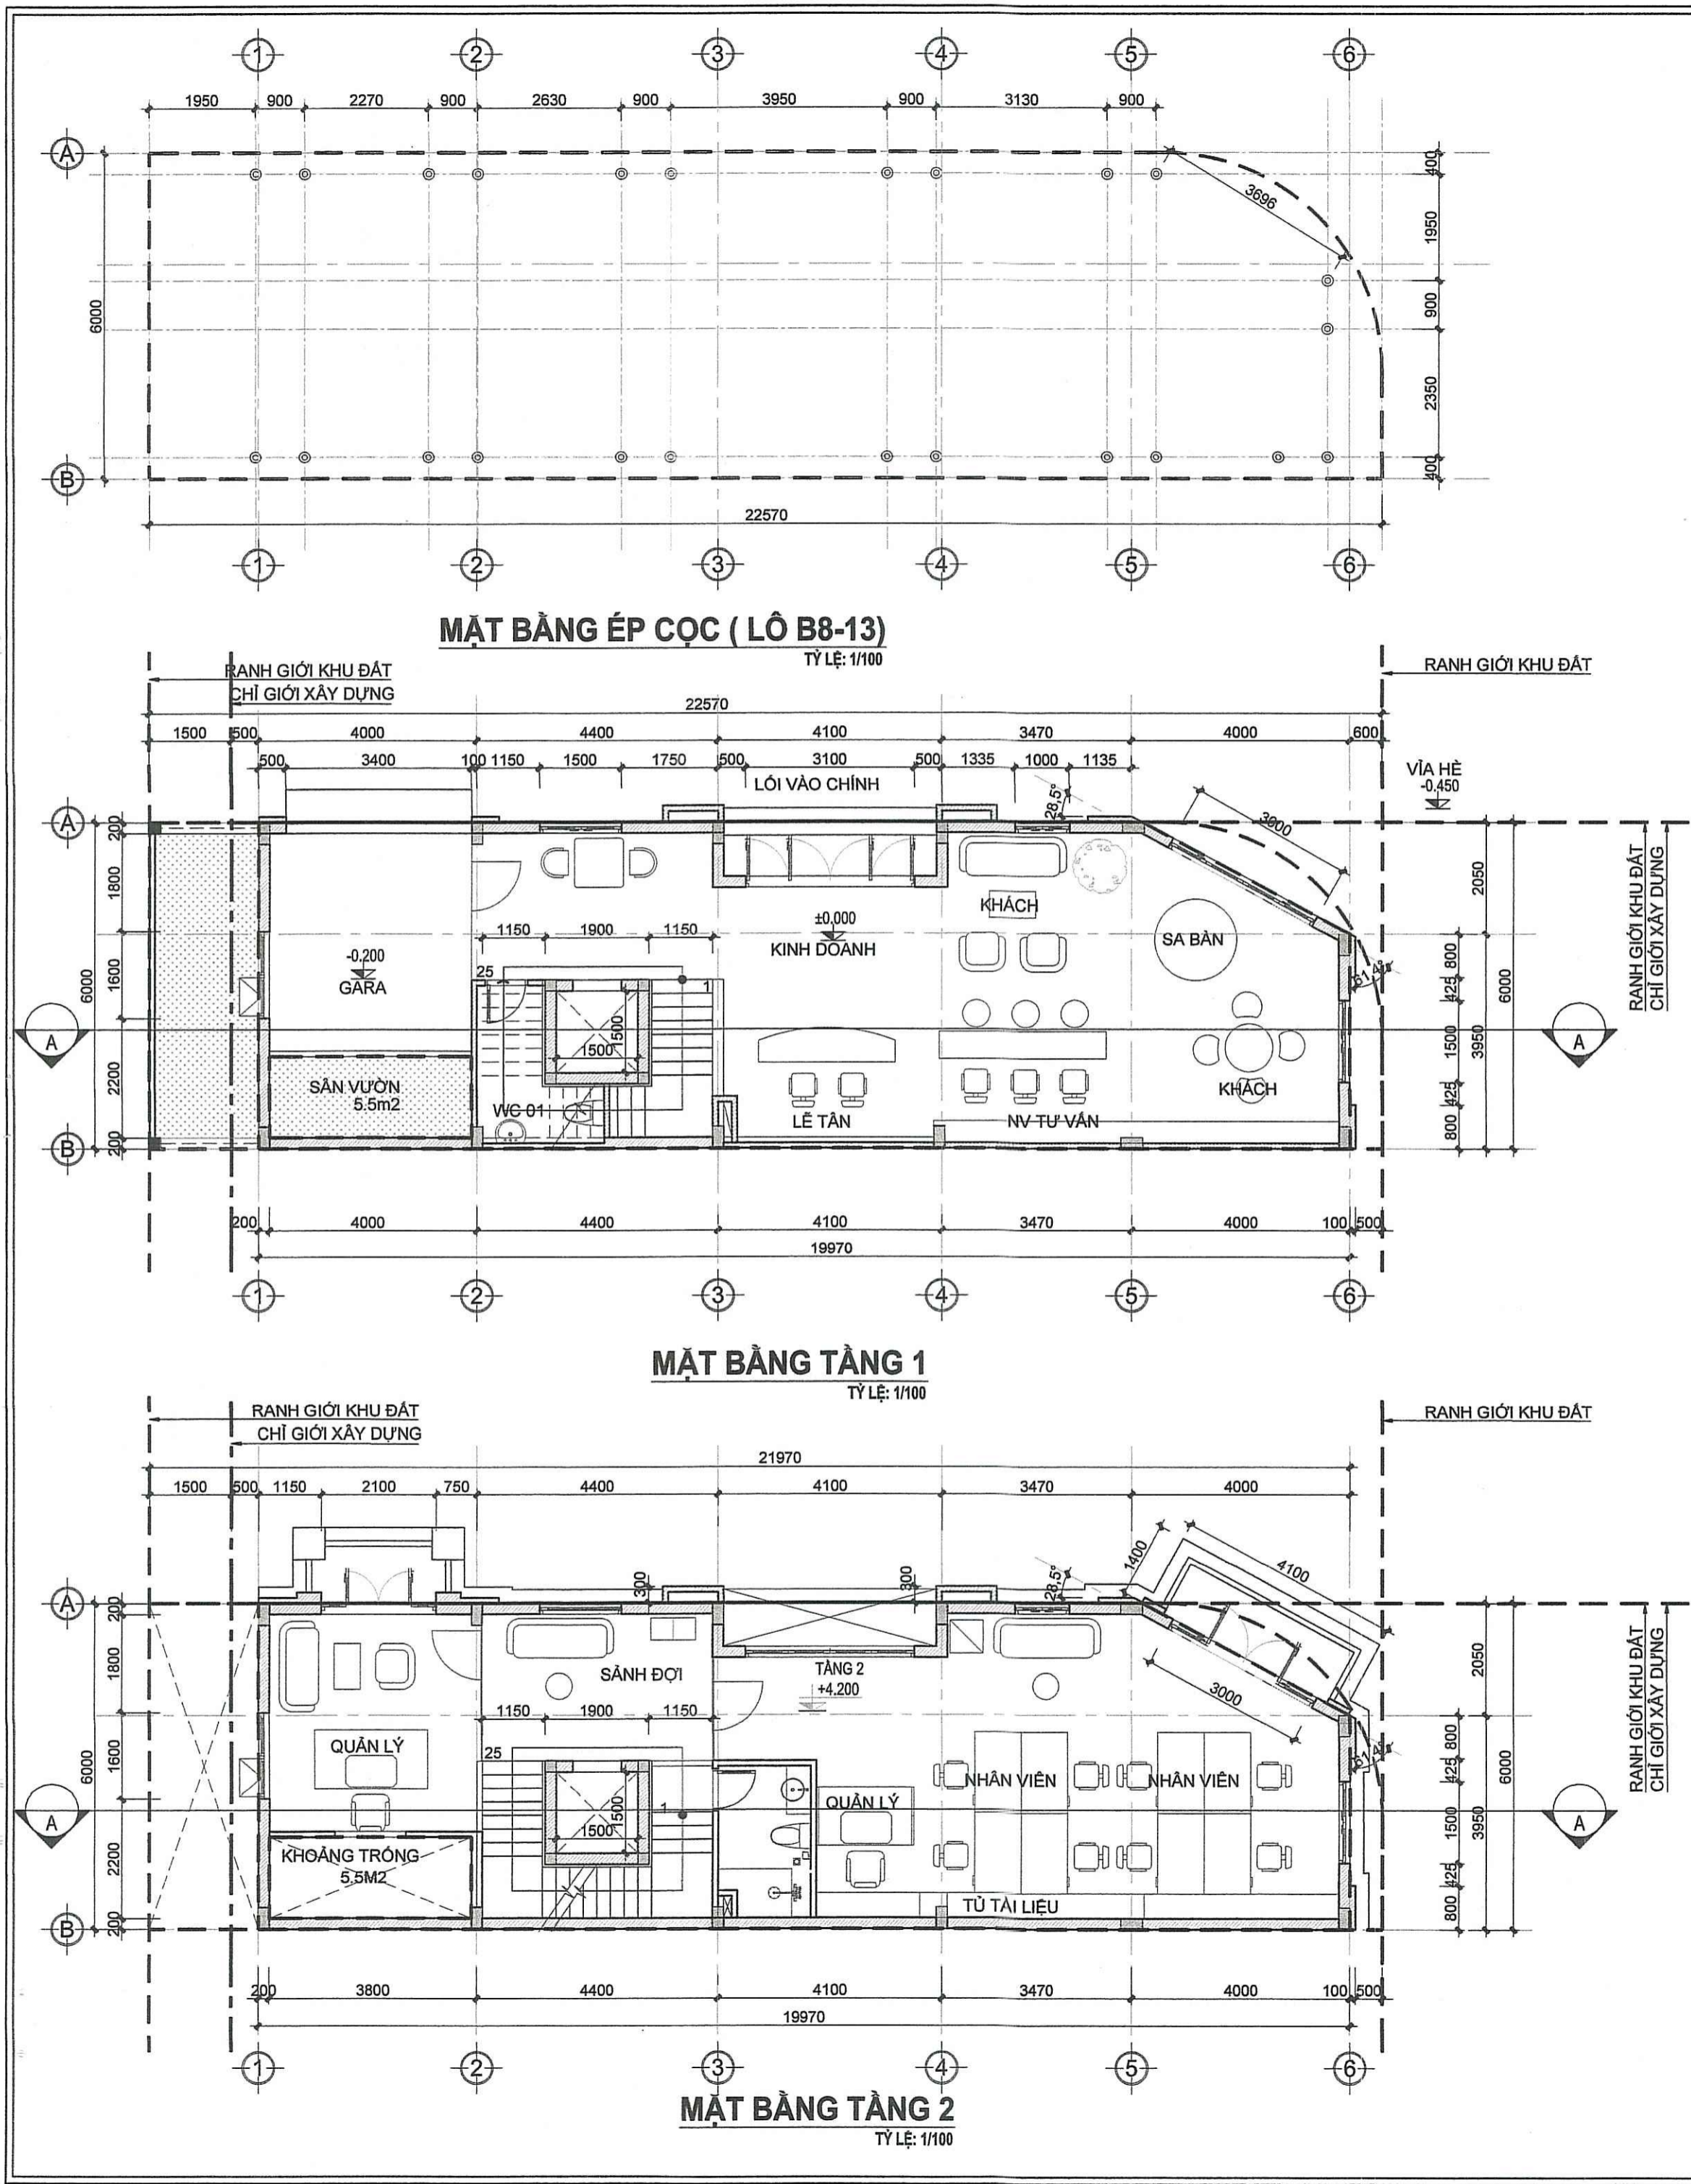 1 2 3 4 5 6
1950 900 2270 900 2630 900 3950 900 3130 900
A
400
3696
1950
6000
900
2350
B
400
22570
1 2 3 4 5 6
MẶT BẰNG ÉP CỌC ( LÔ B8-13)
TỶ LỆ: 1/100
RANH GIỚI KHU ĐẤT
RANH GIỚI KHU ĐẤT
CHỈ GIỚI XÂY DỰNG
22570
1500 500 4000 4400 4100 3470 4000 600
500 3400 100 1150 1500 1750 500 3100 500 1335 1000 1135
LỐI VÀO CHÍNH
VỈA HÈ
-0.450
28,5°
3000
A
200
1800
2050
KHÁCH
±0.000
KINH DOANH
SA BÀN
1150 1900 1150
-0.200
GARA
25
1
61,4°
800
425
1600
6000
6000
RANH GIỚI KHU ĐẤT
CHỈ GIỚI XÂY DỰNG
A
A
1500
1500
1500
3950
2200
SÂN VƯỜN
5.5m2
WC 01
LỄ TÂN
NV TƯ VẤN
KHÁCH
425
800
B
200
200 4000 4400 4100 3470 4000 100 500
19970
1 2 3 4 5 6
MẶT BẰNG TẦNG 1
TỶ LỆ: 1/100
RANH GIỚI KHU ĐẤT
RANH GIỚI KHU ĐẤT
CHỈ GIỚI XÂY DỰNG
21970
1500 500 1150 2100 750 4400 4100 3470 4000
1400
4100
28,5°
300
300
A
200
1800
2050
SẢNH ĐỢI
TẦNG 2
+4.200
3000
1150 1900 1150
QUẢN LÝ
25
1
61,4°
800
425
1600
6000
6000
NHÂN VIÊN
NHÂN VIÊN
QUẢN LÝ
RANH GIỚI KHU ĐẤT
CHỈ GIỚI XÂY DỰNG
A
A
1500
1500
1500
3950
2200
KHOẢNG TRỐNG
5.5M2
TỦ TÀI LIỆU
425
800
B
200
200 3800 4400 4100 3470 4000 100 500
19970
1 2 3 4 5 6
MẶT BẰNG TẦNG 2
TỶ LỆ: 1/100